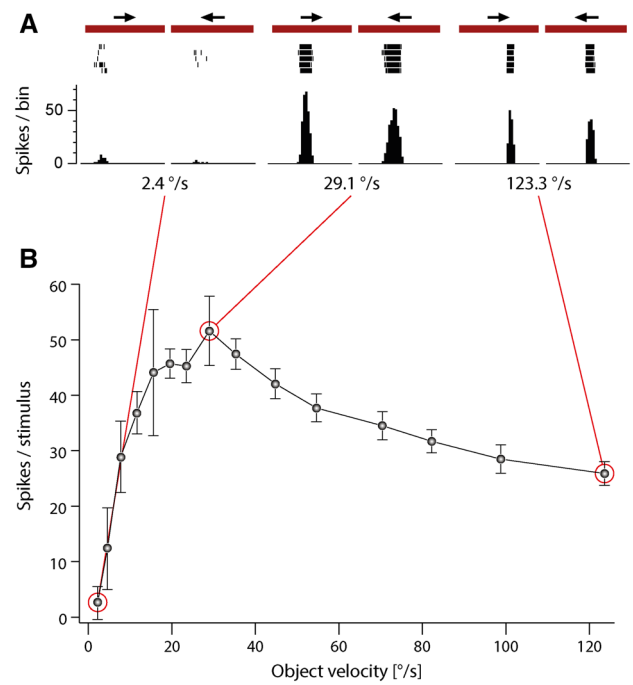 A
Spikes / bin
50
0
2.4 °/s
29.1 °/s
123.3 °/s
B
Spikes / stimulus
60
50
40
30
20
10
0
0 20 40 60 80 100 120
Object velocity [°/s]